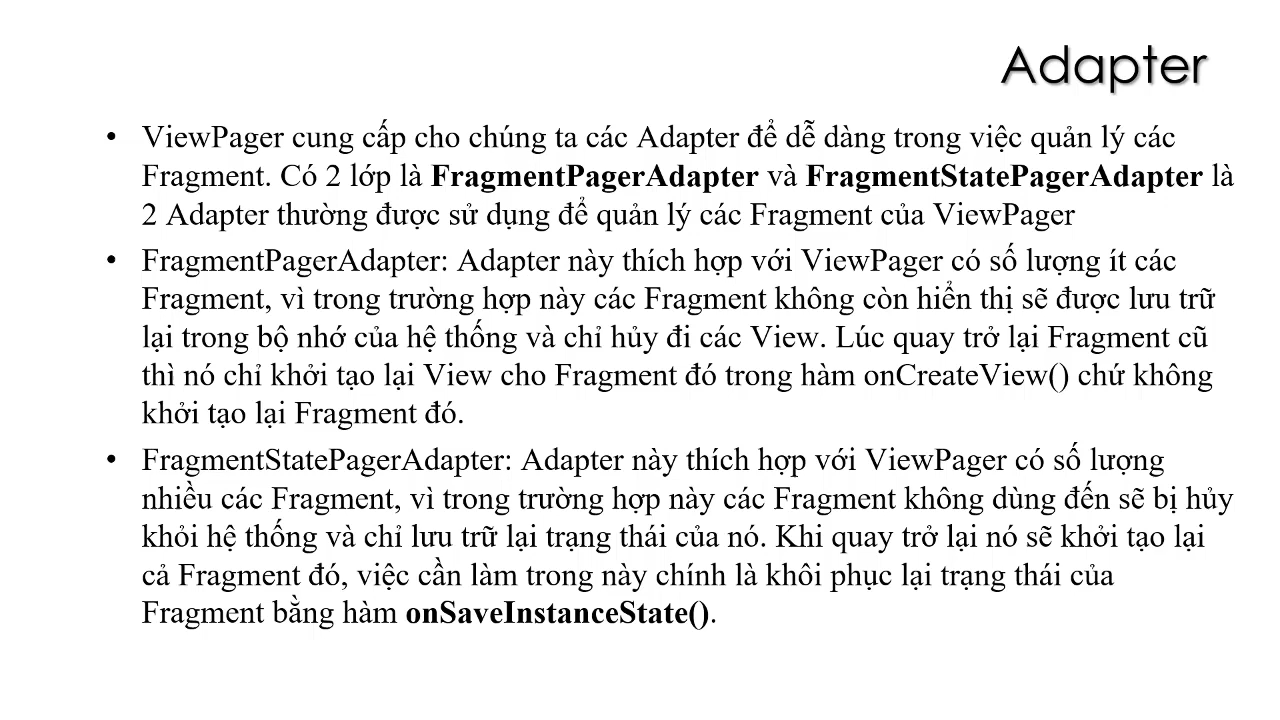 Adapter
• ViewPager cung cấp cho chúng ta các Adapter để dễ dàng trong việc quản lý các
Fragment. Có 2 lớp là FragmentPagerAdapter và FragmentStatePagerAdapter là
2 Adapter thường được sử dụng để quản lý các Fragment của ViewPager
• FragmentPagerAdapter: Adapter này thích hợp với ViewPager có số lượng ít các
Fragment, vì trong trường hợp này các Fragment không còn hiển thị sẽ được lưu trữ
lại trong bộ nhớ của hệ thống và chỉ hủy đi các View. Lúc quay trở lại Fragment cũ
thì nó chỉ khởi tạo lại View cho Fragment đó trong hàm onCreateView() chứ không
khởi tạo lại Fragment đó.
• FragmentStatePagerAdapter: Adapter này thích hợp với ViewPager có số lượng
nhiều các Fragment, vì trong trường hợp này các Fragment không dùng đến sẽ bị hủy
khỏi hệ thống và chỉ lưu trữ lại trạng thái của nó. Khi quay trở lại nó sẽ khởi tạo lại
cả Fragment đó, việc cần làm trong này chính là khôi phục lại trạng thái của
Fragment bằng hàm onSaveInstanceState().